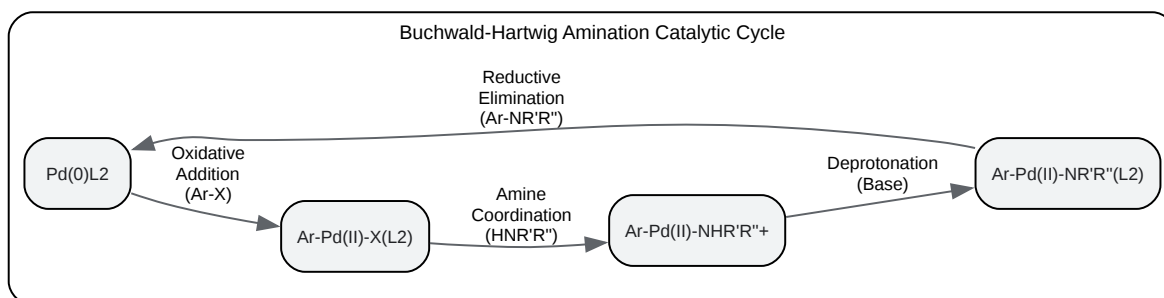 Buchwald-Hartwig Amination Catalytic Cycle
Reductive
Elimination
(Ar-NR'R")
Oxidative
Addition
(Ar-X)
Pd(0)L2
Deprotonation
(Base)
Ar-Pd(II)-NR'R"(L2)
Amine
Coordination
(HNR'R")
Ar-Pd(II)-X(L2)
Ar-Pd(II)-NHR'R"+